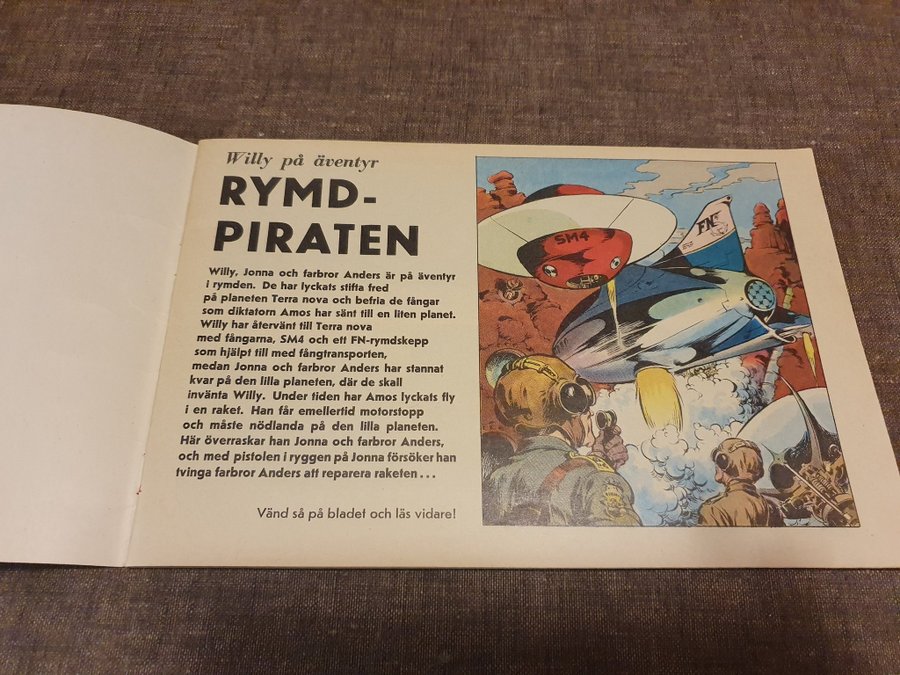 Willy på äventyr
RYMD-
PIRATEN
Willy, Jonna och farbror Anders är på äventyr
i rymden. De har lyckats stifta fred
på planeten Terra nova och befria de fångar
som diktatorn Amos har sänt till en liten planet.
Willy har återvänt till Terra nova
med fångarna, SM4 och ett FN-rymdskepp
som hjälpt till med fångtransporten,
medan Jonna och farbror Anders har stannat
kvar på den lilla planeten, där de skall
invänta Willy. Under tiden har Amos lyckats fly
i en raket. Han får emellertid motorstopp
och måste nödlanda på den lilla planeten.
Här överraskar han Jonna och farbror Anders,
och med pistolen i ryggen på Jonna försöker han
tvinga farbror Anders att reparera raketen...
Vänd så på bladet och läs vidare!
SM4
FN